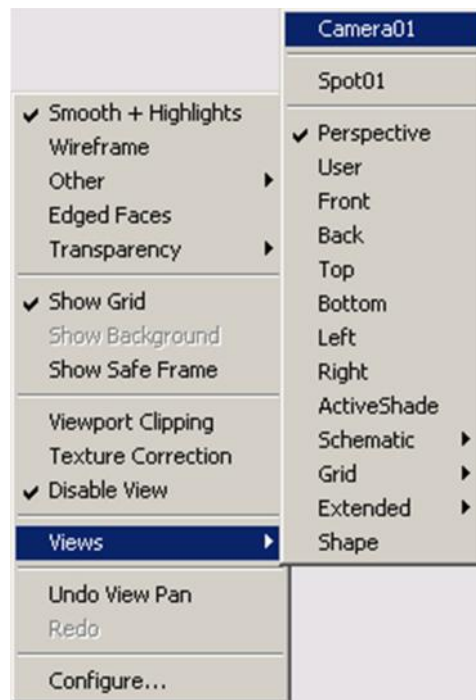 Smooth + Highlights
Wireframe
Other
Edged Faces
Transparency
Show Grid
Show Background
Show Safe Frame
Viewport Clipping
Texture Correction
Disable View
Views
Undo View Pan
Redo
Configure...
Camera01
Spot01
Perspective
User
Front
Back
Top
Bottom
Left
Right
ActiveShade
Schematic
Grid
Extended
Shape